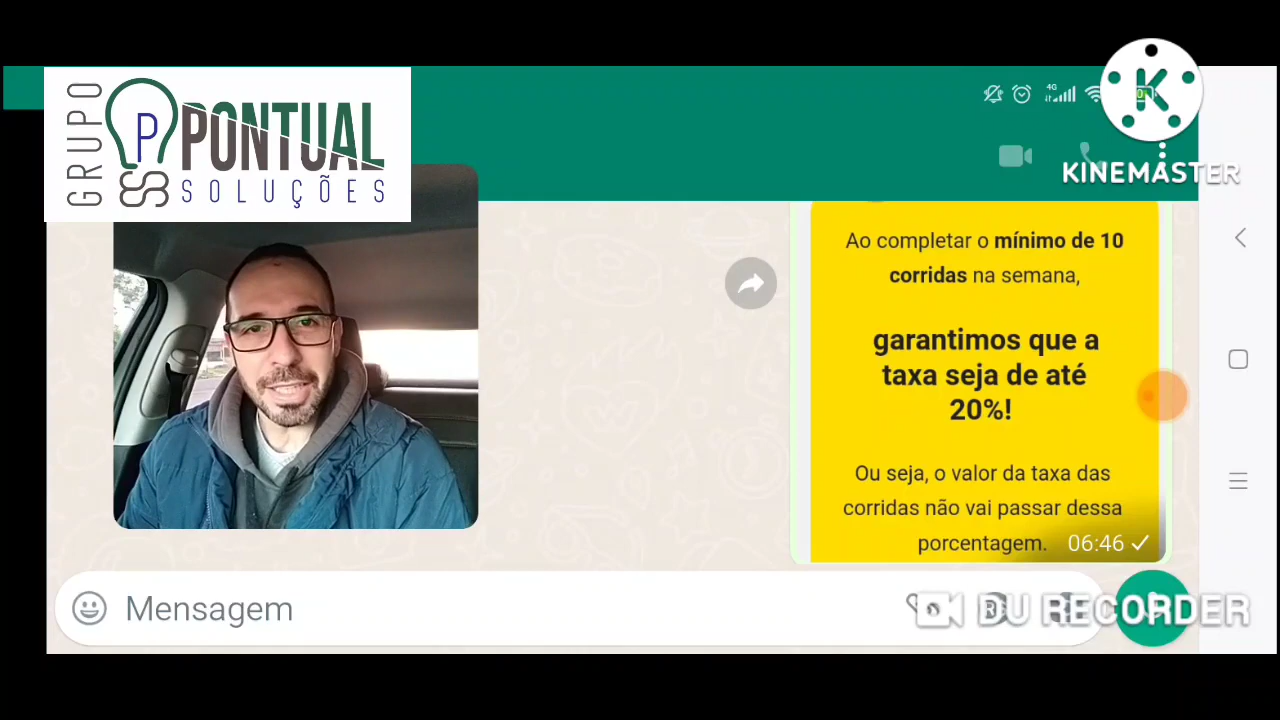 GRUPO
PONTUAL
SOLUÇÕES
4G
KINEMASTER
Ao completar o mínimo de 10
corridas na semana,
garantimos que a
taxa seja de até
20%!
Ou seja, o valor da taxa das
corridas não vai passar dessa
porcentagem. 06:46
Mensagem
DU RECORDER